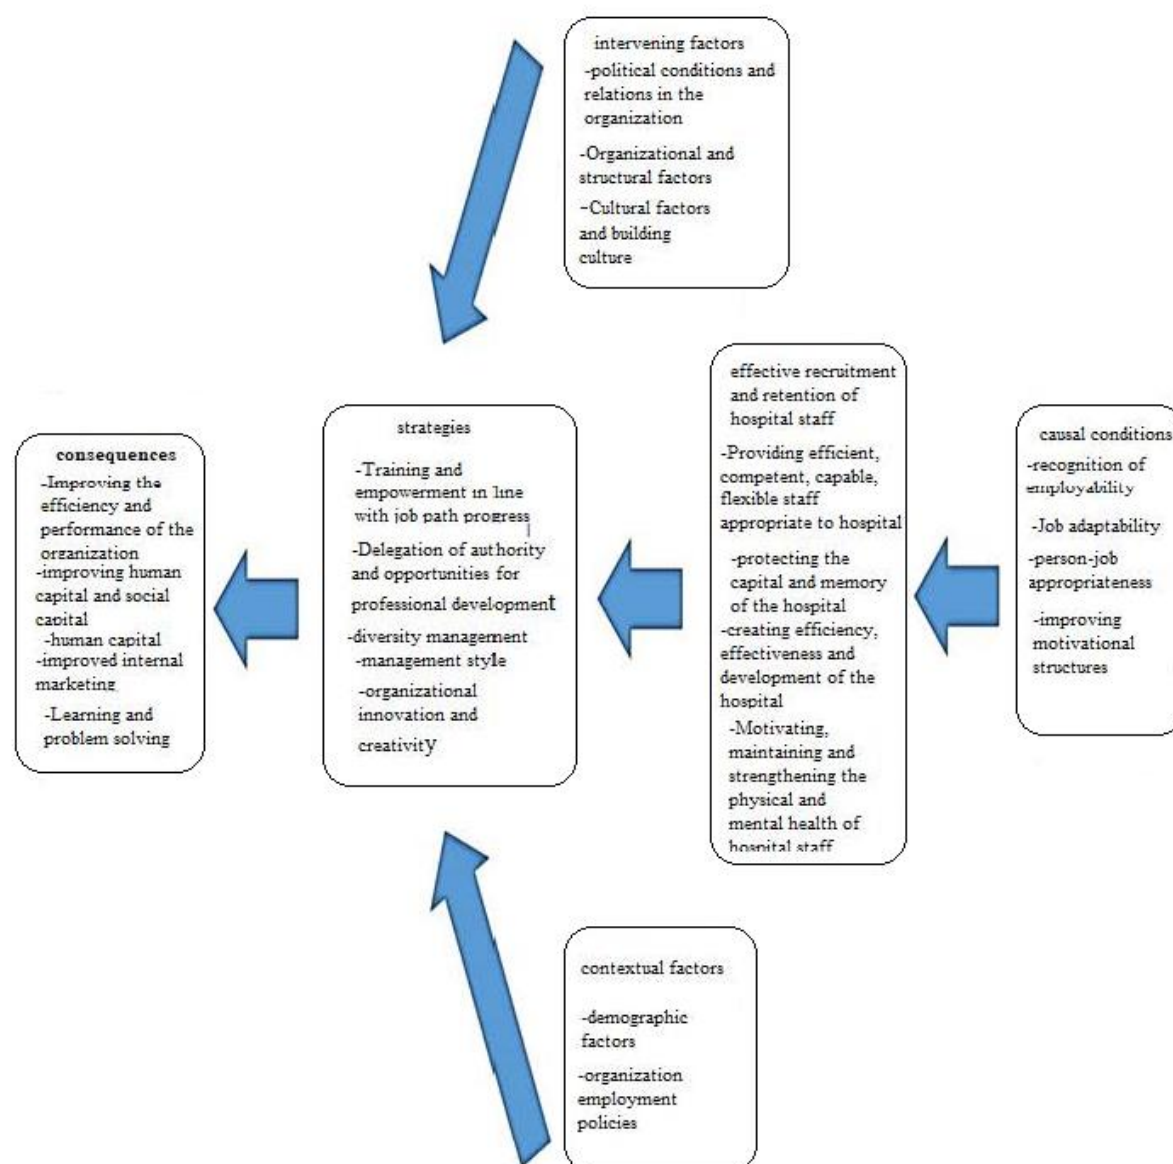 intervening factors
-political conditions and
relations in the
organization
-Organizational and
structural factors
-Cultural factors
and building
culture
effective recruitment
and retention of
hospital staff
-Providing efficient,
competent, capable,
flexible staff
appropriate to hospital
-protecting the
capital and memory
of the hospital
-creating efficiency,
effectiveness and
development of the
hospital
-Motivating,
maintaining and
strengthening the
physical and
mental health of
hospital staff
causal conditions
-recognition of
employability
-Job adaptability
-person-job
appropriateness
-improving
motivational
structures
strategies
-Training and
empowerment in line
with job path progress
-Delegation of authority
and opportunities for
professional development
-diversity management
-management style
-organizational
innovation and
creativity
consequences
-Improving the
efficiency and
performance of the
organization
-improving human
capital and social
capital
-human capital
-improved internal
marketing
-Learning and
problem solving
contextual factors
-demographic
factors
-organization
employment
policies